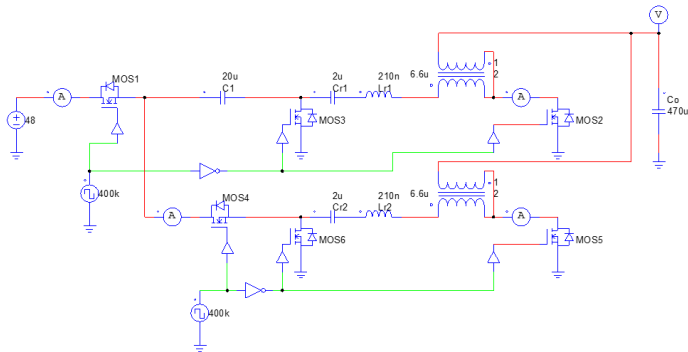 V
MOS1
20u
C1
2u
Cr1
210n
Lr1
6.6u
1
2
A
A
48
MOS3
MOS2
Co
470u
400k
MOS4
2u
Cr2
210n
Lr2
6.6u
1
2
A
A
MOS6
MOS5
400k